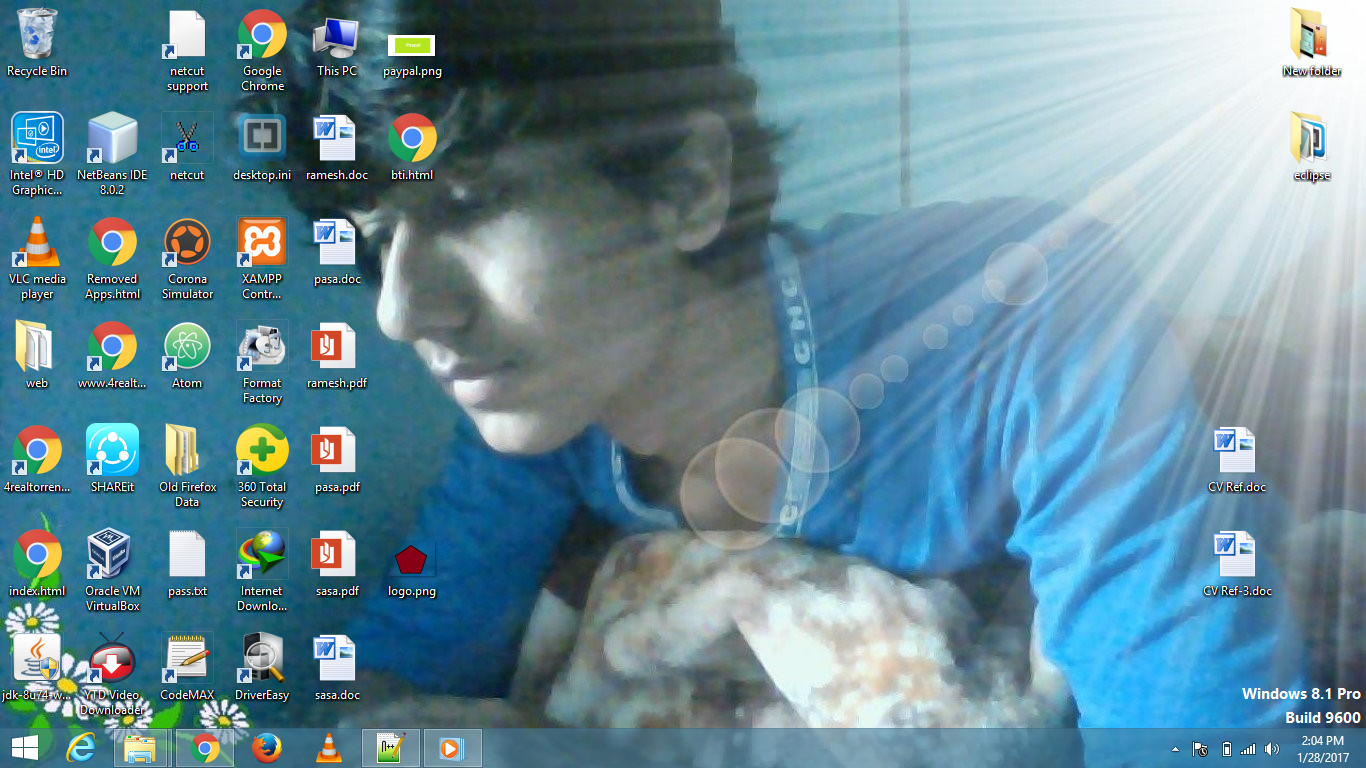 Recycle Bin
netcut
support
Google
Chrome
This PC
paypal.png
New folder
Intel® HD
Graphic...
NetBeans IDE
8.0.2
netcut
desktop.ini
ramesh.doc
bti.html
eclipse
VLC media
player
Removed
Apps.html
Corona
Simulator
XAMPP
Contr...
pasa.doc
web
www.4realt...
Atom
Format
Factory
ramesh.pdf
4realtorren...
SHAREit
Old Firefox
Data
360 Total
Security
pasa.pdf
CV Ref.doc
index.html
Oracle VM
VirtualBox
pass.txt
Internet
Downlo...
sasa.pdf
logo.png
CV Ref-3.doc
jdk-8u74-w...
YTD Video
Downloader
CodeMAX
DriverEasy
sasa.doc
Windows 8.1 Pro
Build 9600
2:04 PM
1/28/2017